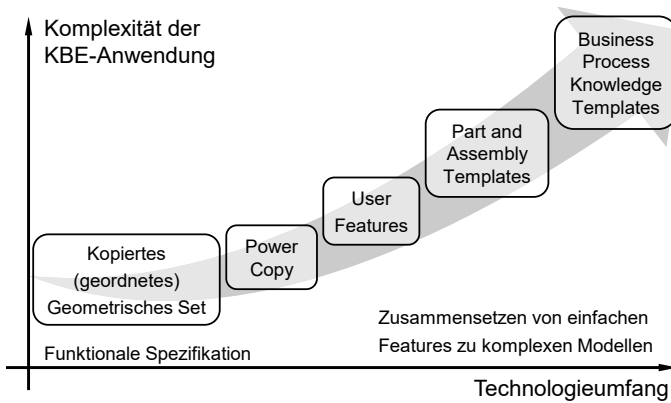 Komplexität der
KBE-Anwendung
Business
Process
Knowledge
Templates
Part and
Assembly
Templates
User
Features
Power
Copy
Kopiertes
(geordnetes)
Geometrisches Set
Zusammensetzen von einfachen
Features zu komplexen Modellen
Funktionale Spezifikation
Technologieumfang